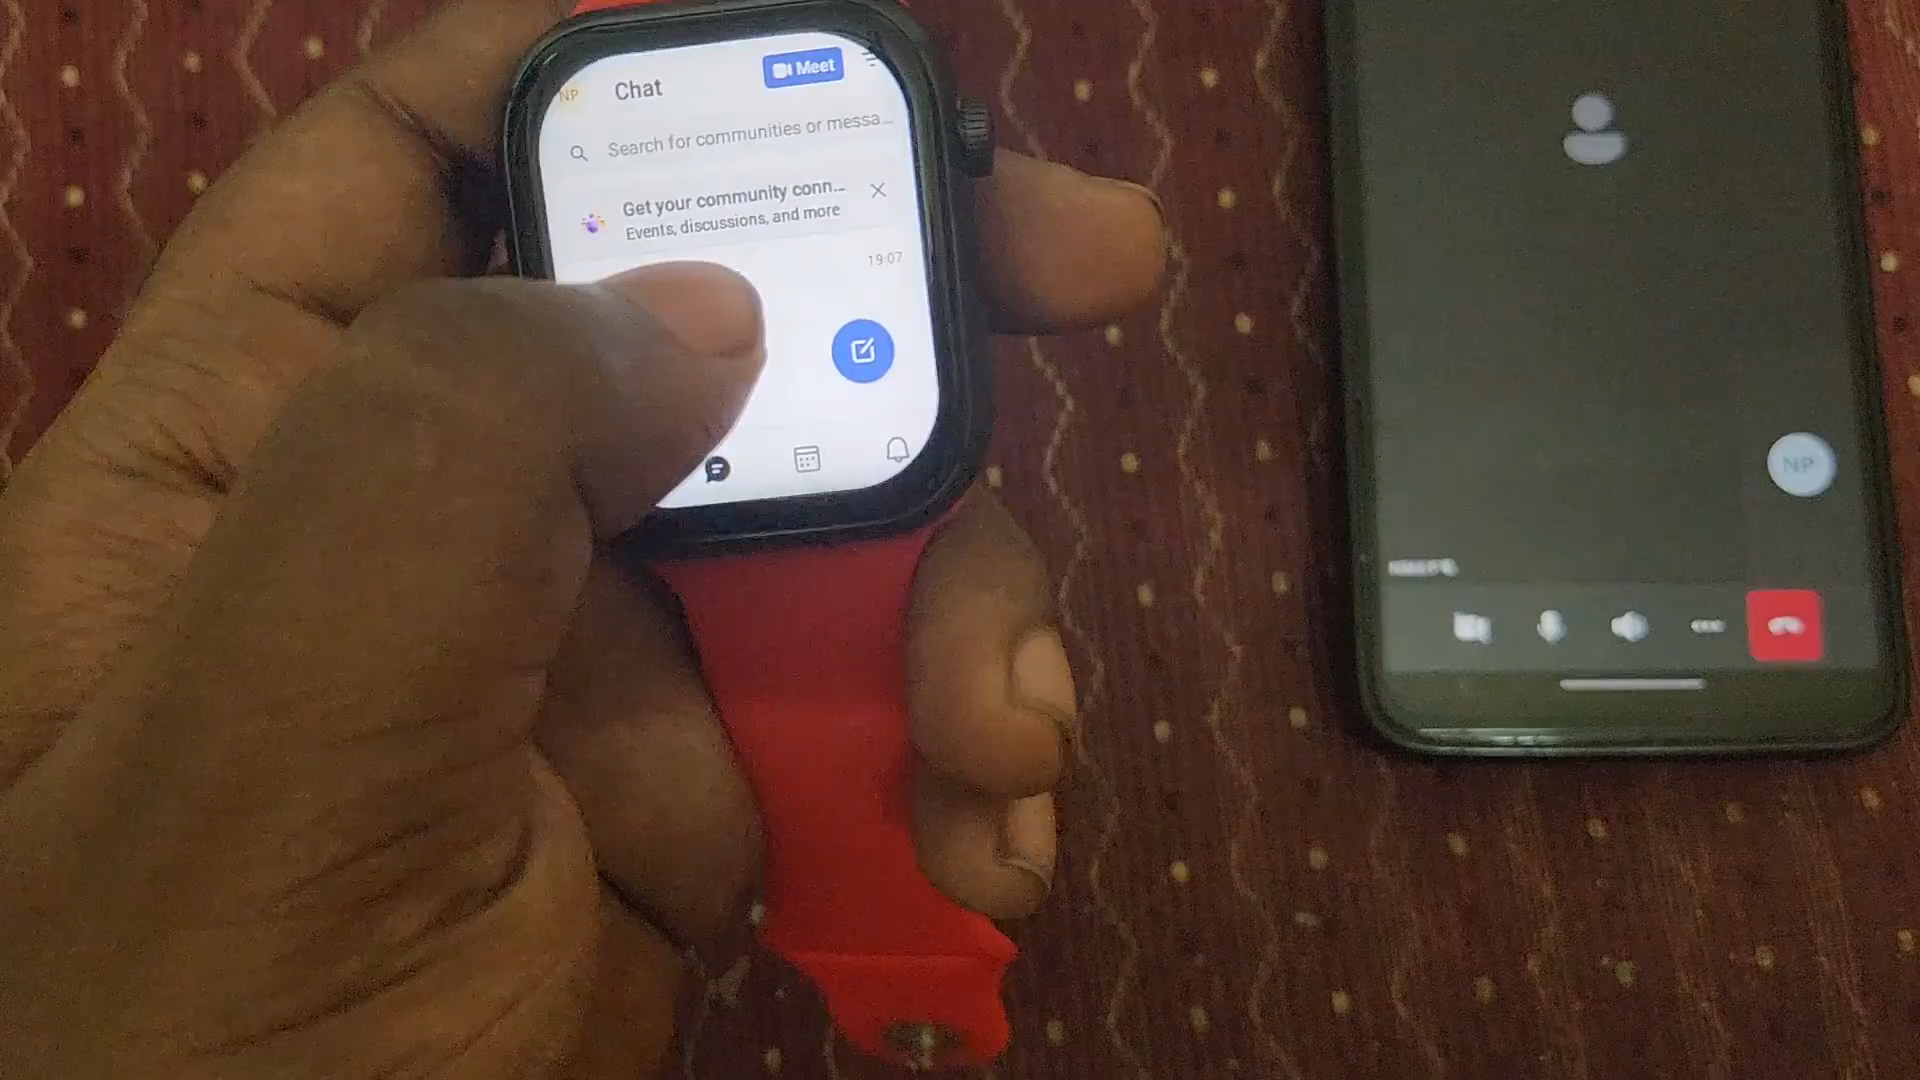 NP
Chat
Meet
Search for communities or messa...
Get your community conn...
Events, discussions, and more
19:07
NP